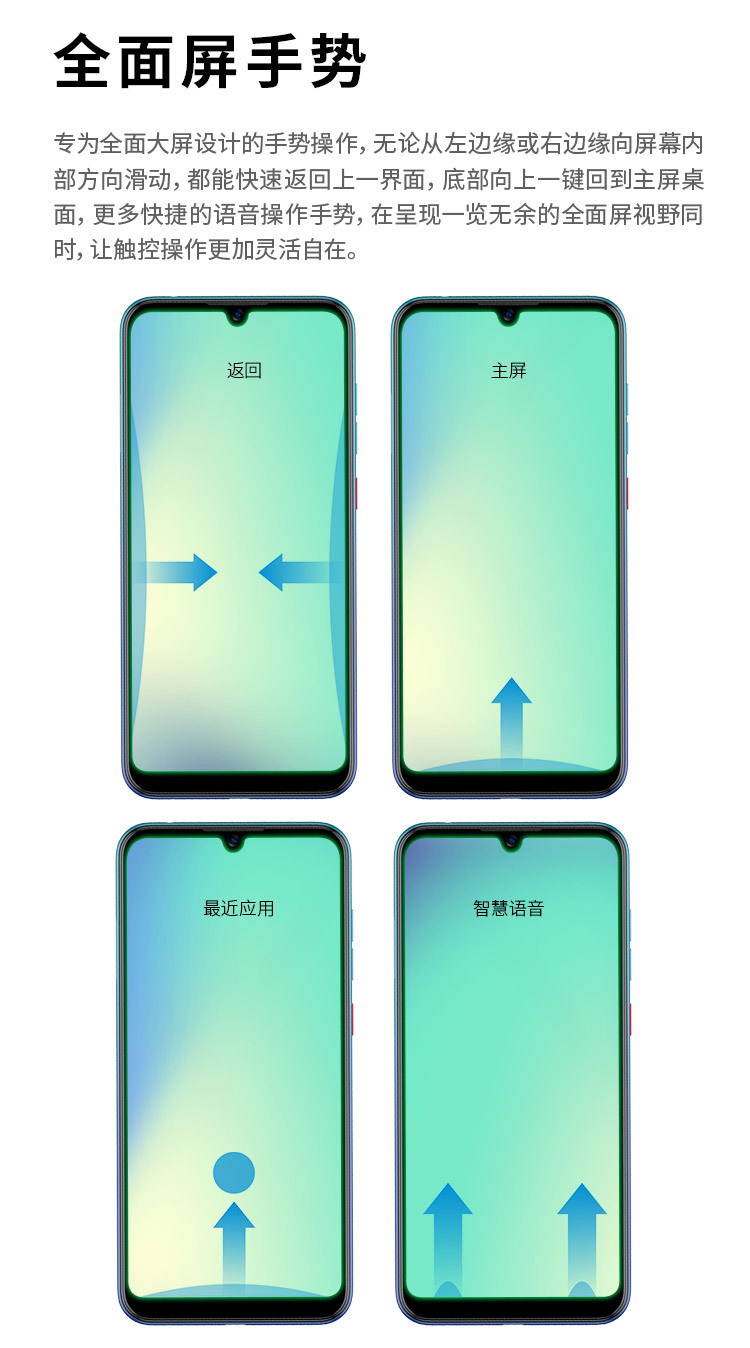 全面屏手势
专为全面大屏设计的手势操作，无论从左边缘或右边缘向屏幕内
部方向滑动，都能快速返回上一界面，底部向上一键回到主屏桌
面，更多快捷的语音操作手势，在呈现一览无余的全面屏视野同
时，让触控操作更加灵活自在。
返回
主屏
最近应用
智慧语音